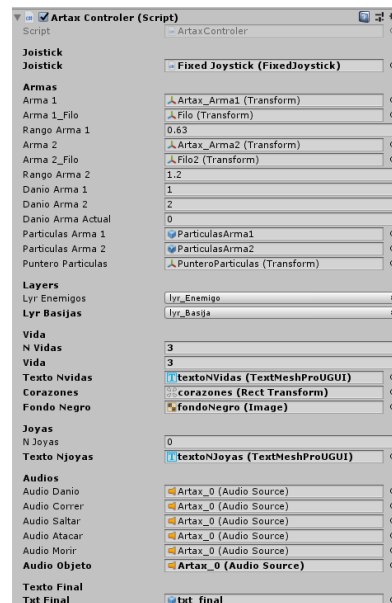 Artax Controler (Script)
Script ArtaxControler
Joistick
Joistick Fixed Joystick (FixedJoystick)
Armas
Arma 1 Artax_Arma1 (Transform)
Arma 1_Filo Filo (Transform)
Rango Arma 1 0.63
Arma 2 Artax_Arma2 (Transform)
Arma 2_Filo Filo2 (Transform)
Rango Arma 2 1.2
Danio Arma 1 1
Danio Arma 2 2
Danio Arma Actual 0
Particulas Arma 1 ParticulasArma1
Particulas Arma 2 ParticulasArma2
Puntero Particulas PunteroParticulas (Transform)
Layers
Lyr Enemigos lyr_Enemigo
Lyr Basijas lyr_Basija
Vida
N Vidas 3
Vida 3
Texto Nvidas textoNVidas (TextMeshProUGUI)
Corazones corazones (Rect Transform)
Fondo Negro fondoNegro (Image)
Joyas
N Joyas 0
Texto Njoyas textoNJoyas (TextMeshProUGUI)
Audios
Audio Danio Artax_0 (Audio Source)
Audio Correr Artax_0 (Audio Source)
Audio Saltar Artax_0 (Audio Source)
Audio Atacar Artax_0 (Audio Source)
Audio Morir Artax_0 (Audio Source)
Audio Objeto Artax_0 (Audio Source)
Texto Final
Txt Final txt_final